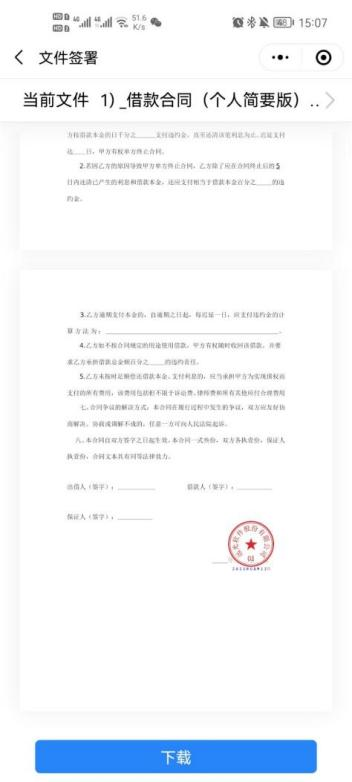 51.6
K/s
48
15:07
文件签署
当前文件 1)_借款合同（个人简要版）..
方按借款本金的日千分之____支付违约金，直至还清该笔利息为止。迟延支付
达___日，甲方有权单方终止合同。
2.若因乙方的原因导致甲方单方终止合同，乙方除了应在合同终止后的5
日内还清已产生的利息和借款本金，还应支付相当于借款本金百分之___的违
约金。
3.乙方逾期支付本金的，自逾期之日起，每迟延一日，应支付违约金的计
算方法为：____________________。
4.乙方如不按合同规定的用途使用借款，甲方有权随时收回该借款，并要
求乙方承担借款总金额百分之___的违约责任。
5.乙方未按时足额偿还借款本金、支付利息的，应当承担甲方为实现债权而
支付的所有费用，该费用包括但不限于诉讼费、律师费和所有其他应付合理费用
七、合同争议的解决方式：本合同在履行过程中发生的争议，双方应友好协
商解决。协商或调解不成的，任意一方可向人民法院起诉。
八、本合同自双方签字之日起生效。本合同一式叁份，双方各执壹份，保证人
执壹份，合同文本具有同等法律效力。
出借人（签字）：________ 借款人（签字）：________
保证人（签字）：________
软件股份有限公司
01
下载